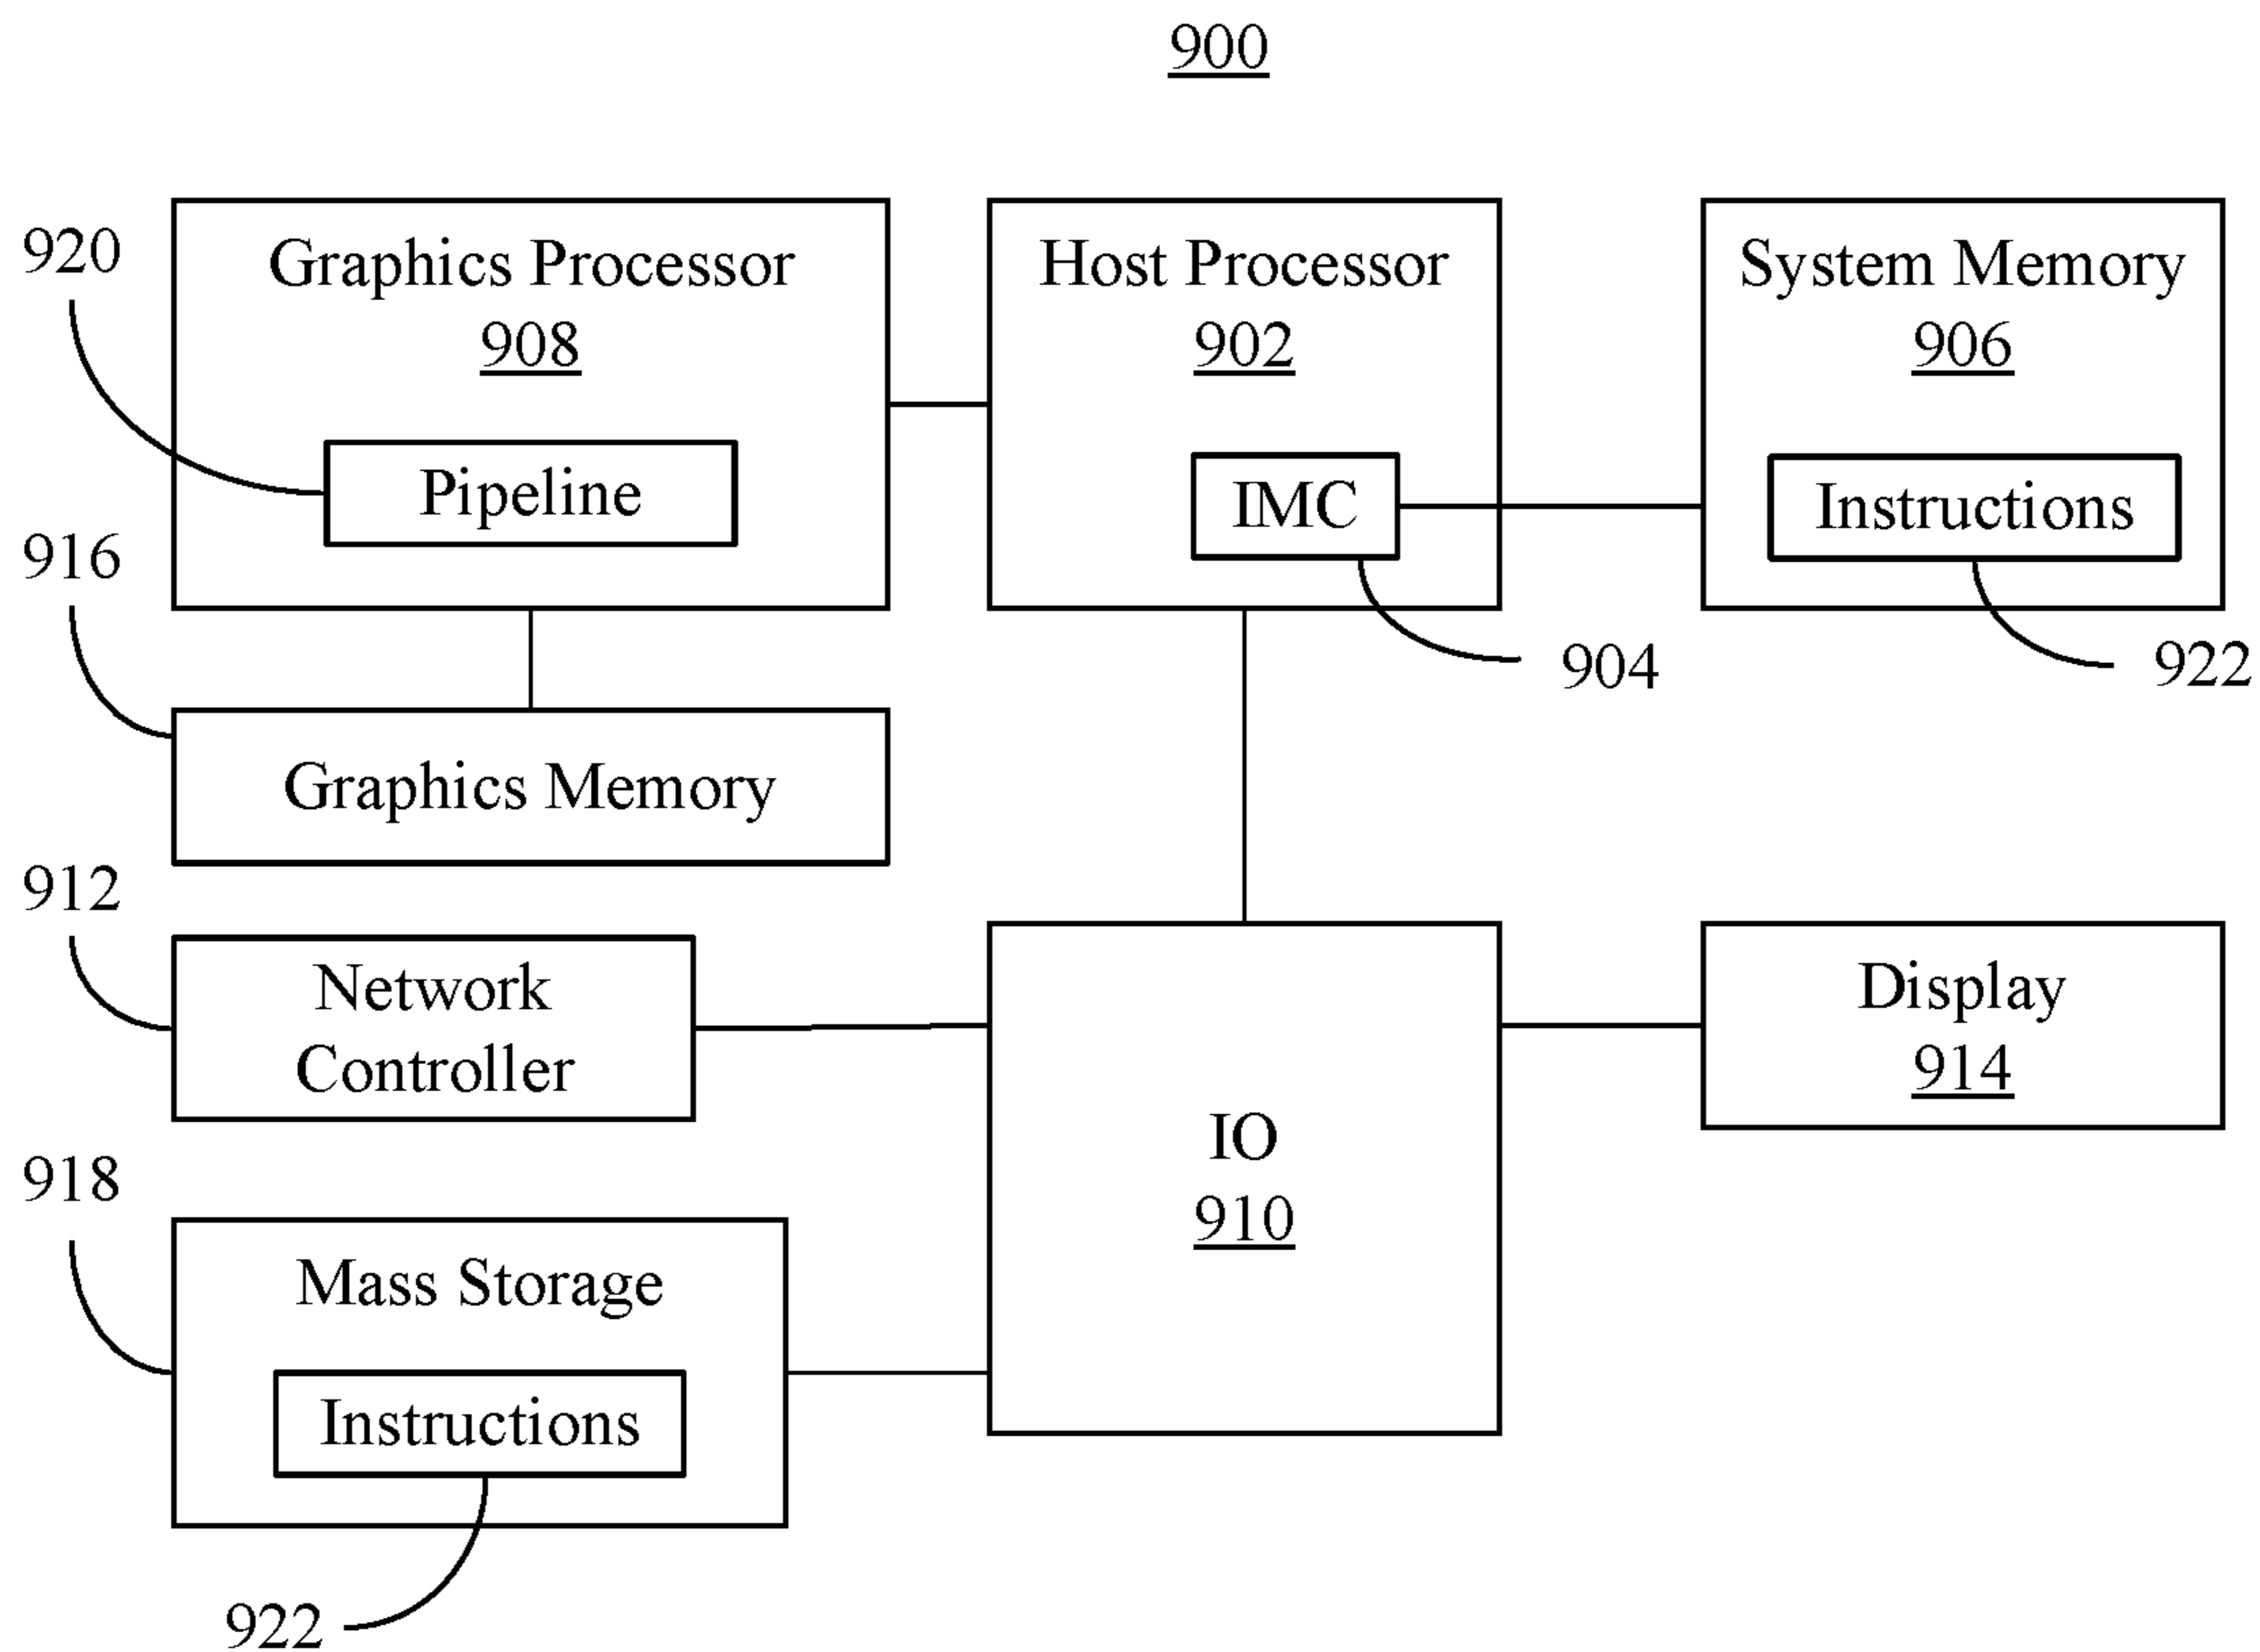 900
920
Graphics Processor
908
Pipeline
Host Processor
902
IMC
904
System Memory
906
Instructions
922
916
Graphics Memory
912
Network
Controller
IO
910
Display
914
918
Mass Storage
Instructions
922